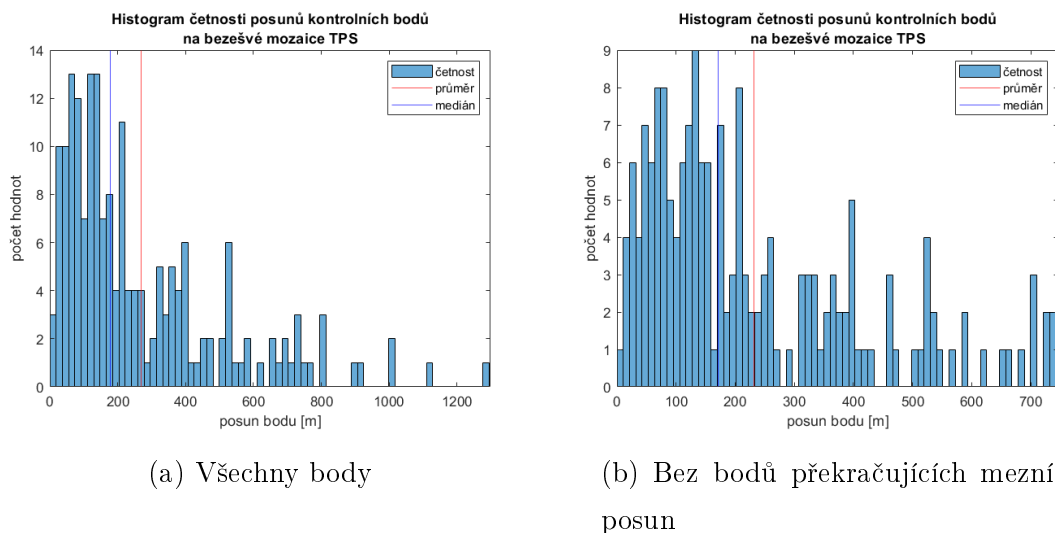 Histogram četnosti posunů kontrolních bodů
na bezešvé mozaice TPS
14
12
10
8
6
4
2
0
počet hodnot
četnost
průměr
medián
0 200 400 600 800 1000 1200
posun bodu [m]
(a) Všechny body
Histogram četnosti posunů kontrolních bodů
na bezešvé mozaice TPS
9
8
7
6
5
4
3
2
1
0
počet hodnot
četnost
průměr
medián
0 100 200 300 400 500 600 700
posun bodu [m]
(b) Bez bodů překračujících mezní
posun